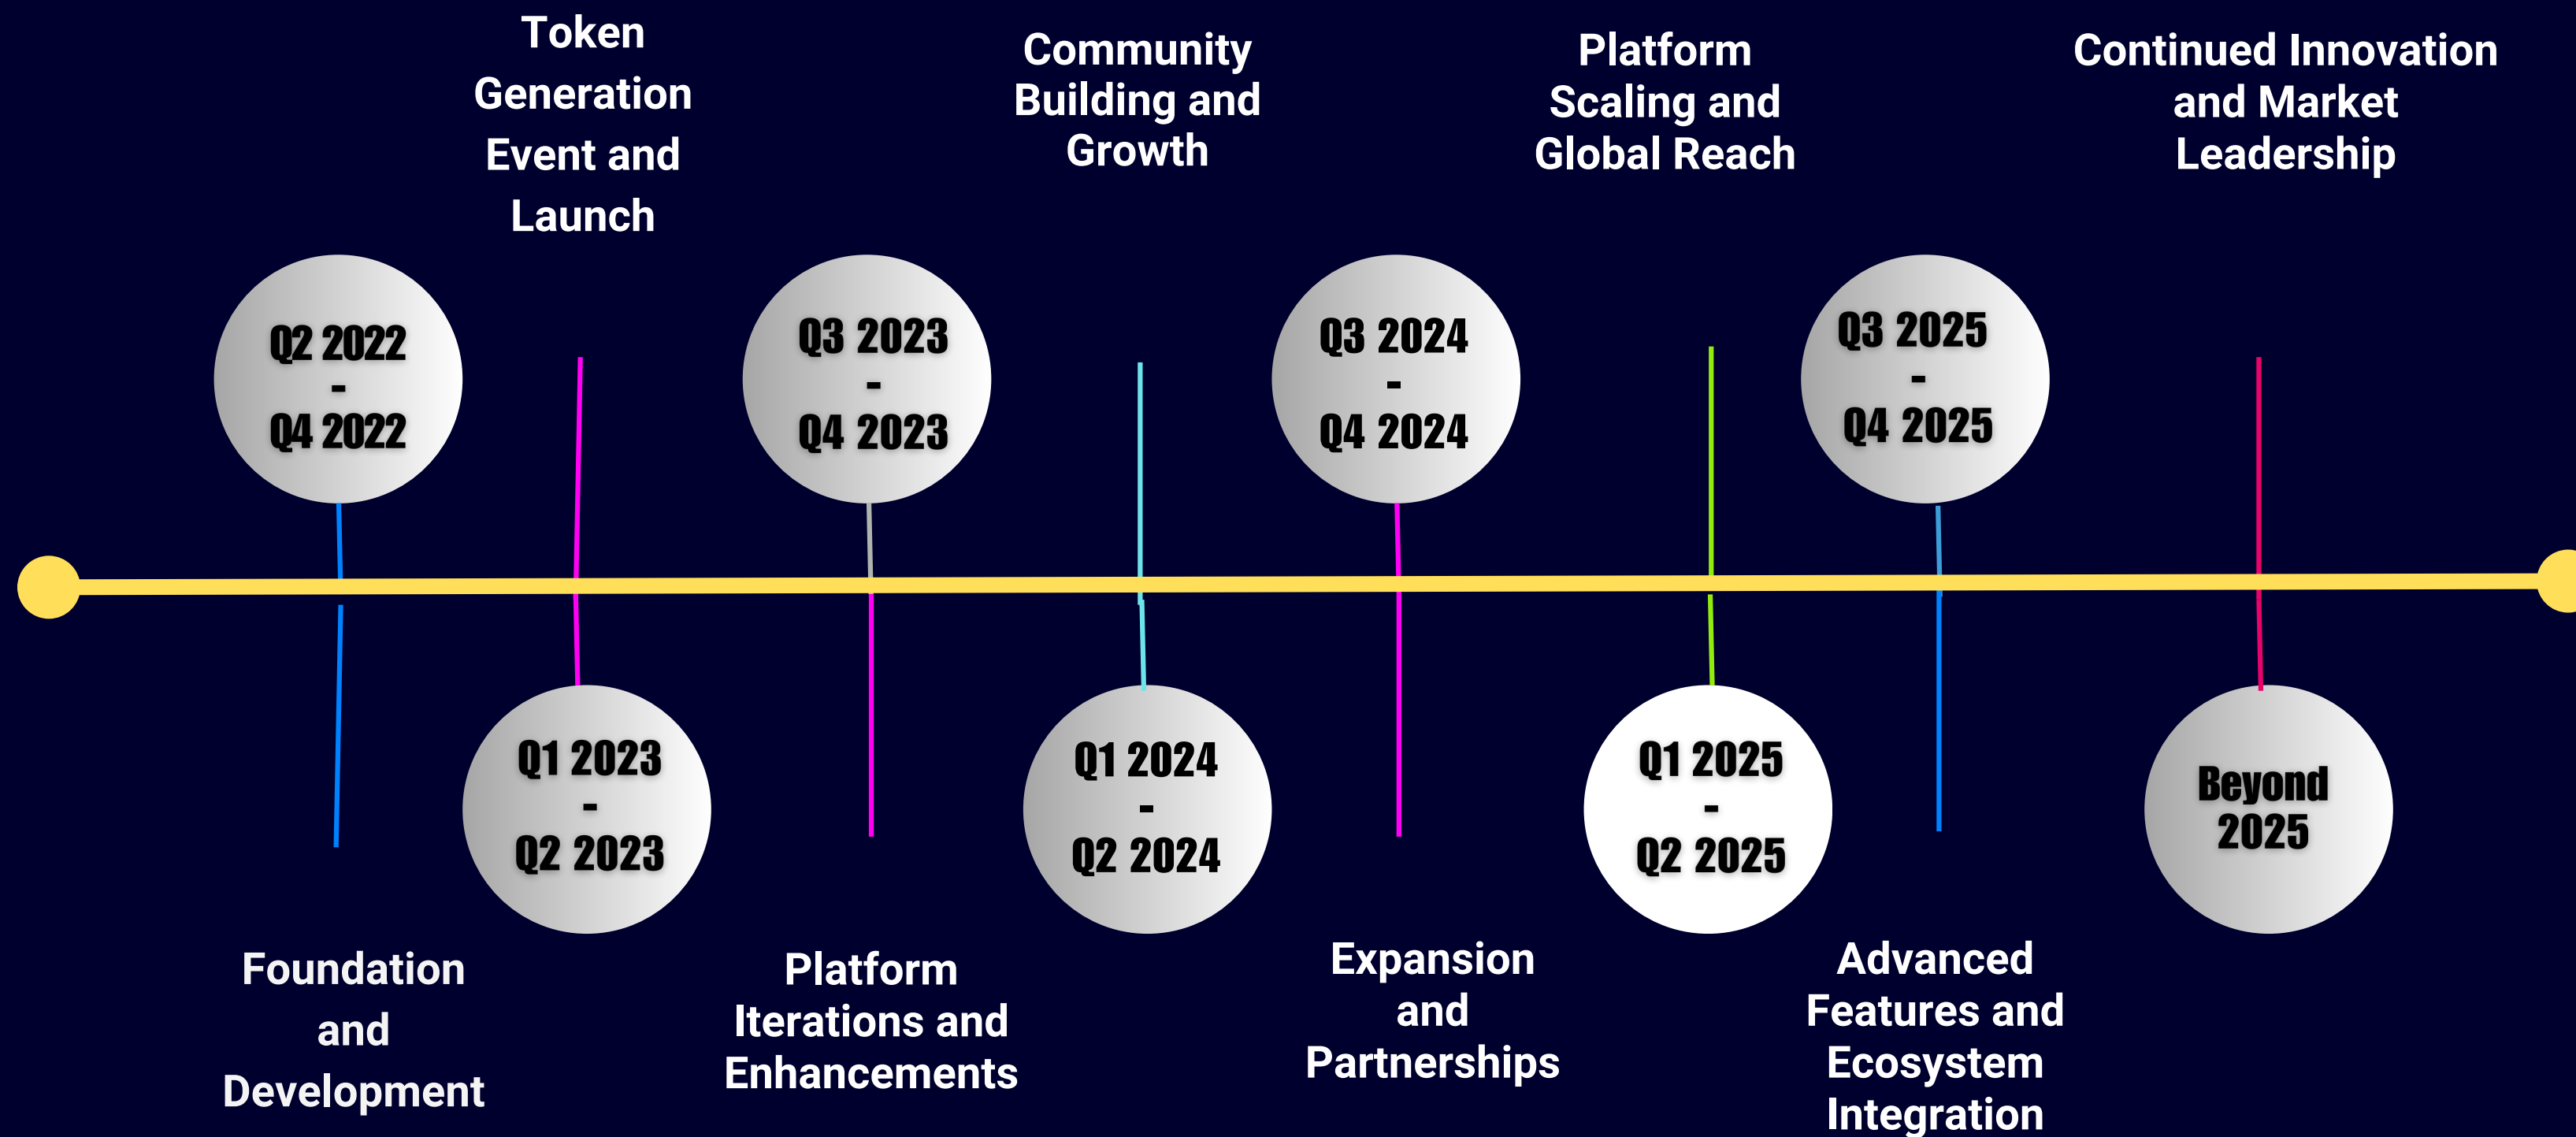 Token
Generation
Event and
Launch
Community
Building and
Growth
Platform
Scaling and
Global Reach
Continued Innovation
and Market
Leadership
Q2 2022
-
Q4 2022
Q3 2023
-
Q4 2023
Q3 2024
-
Q4 2024
Q3 2025
-
Q4 2025
Q1 2023
-
Q2 2023
Q1 2024
-
Q2 2024
Q1 2025
-
Q2 2025
Beyond
2025
Foundation
and
Development
Platform
Iterations and
Enhancements
Expansion
and
Partnerships
Advanced
Features and
Ecosystem
Integration